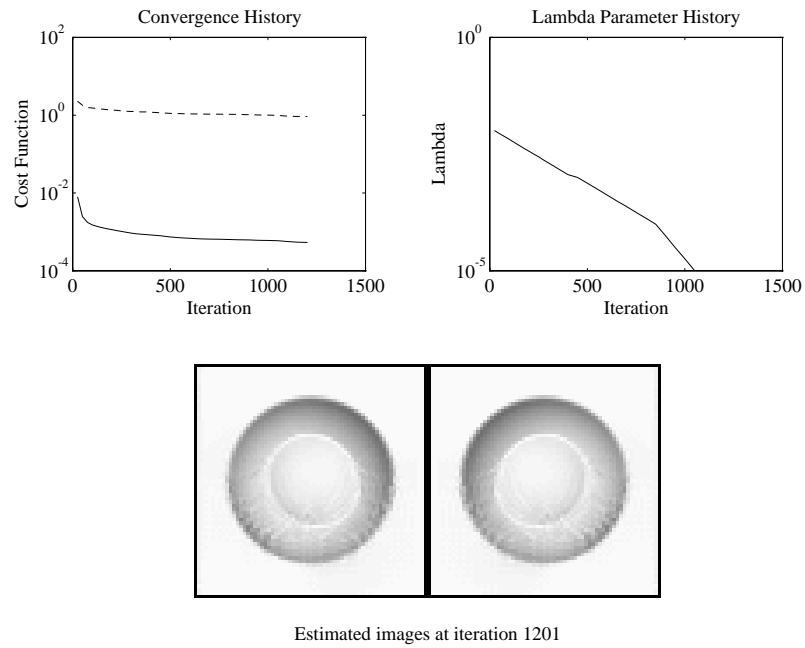 Convergence History
10^2
10^0
10^-2
10^-4
Cost Function
0
500
1000
1500
Iteration
Lambda Parameter History
10^0
10^-5
Lambda
0
500
1000
1500
Iteration
Estimated images at iteration 1201